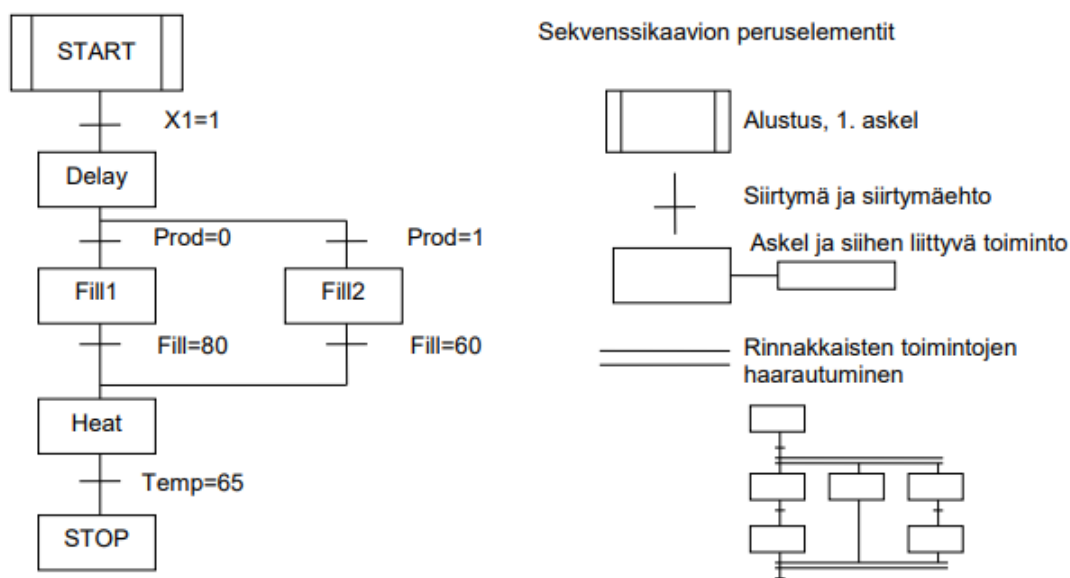 START
X1=1
Delay
Prod=0
Prod=1
Fill1
Fill2
Fill=80
Fill=60
Heat
Temp=65
STOP
Sekvenssikaavion peruselementit
Alustus, 1. askel
Siirtymä ja siirtymäehto
Askel ja siihen liittyvä toiminto
Rinnakkaisten toimintojen
haarautuminen